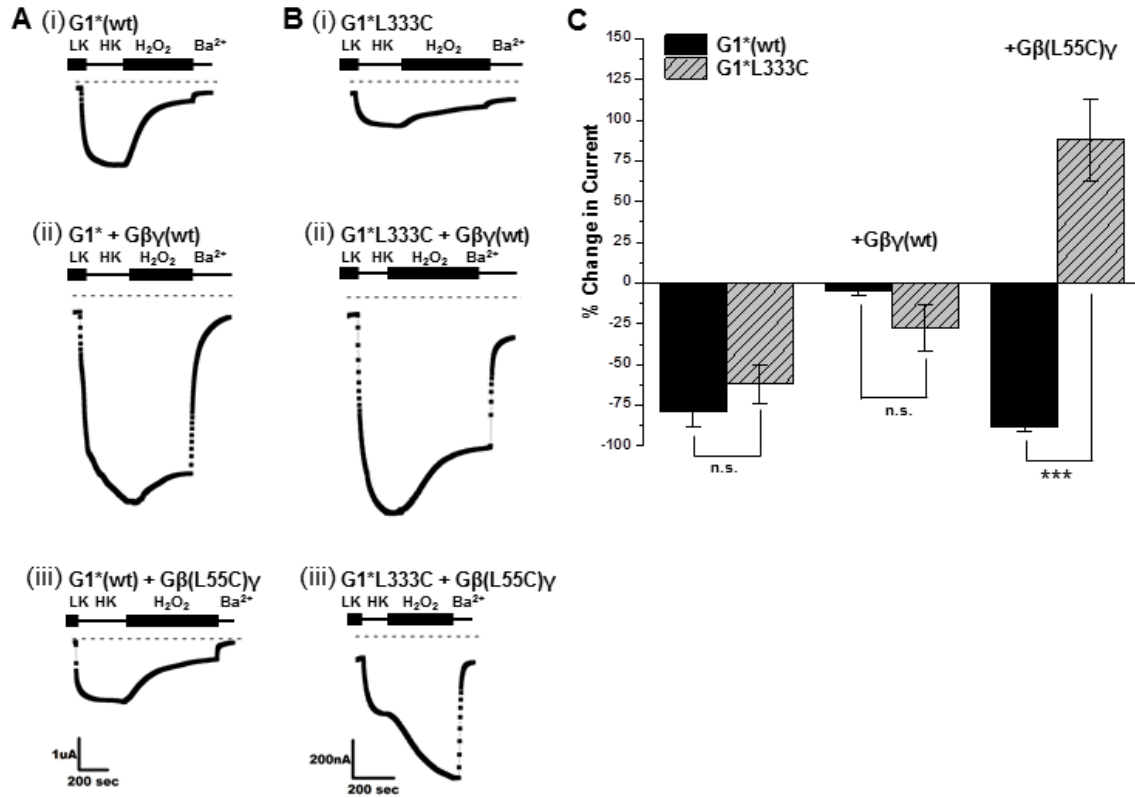 A
(i) G1*(wt)
LK HK H₂O₂ Ba²⁺
(ii) G1* + Gβγ(wt)
LK HK H₂O₂ Ba²⁺
(iii) G1*(wt) + Gβ(L55C)γ
LK HK H₂O₂ Ba²⁺
1uA
200 sec
B
(i) G1*L333C
LK HK H₂O₂ Ba²⁺
(ii) G1*L333C + Gβγ(wt)
LK HK H₂O₂ Ba²⁺
(iii) G1*L333C + Gβ(L55C)γ
LK HK H₂O₂ Ba²⁺
200nA
200 sec
C
% Change in Current
150
125
100
75
50
25
0
-25
-50
-75
-100
G1*(wt)
G1*L333C
+Gβγ(wt)
+Gβ(L55C)γ
n.s.
n.s.
***